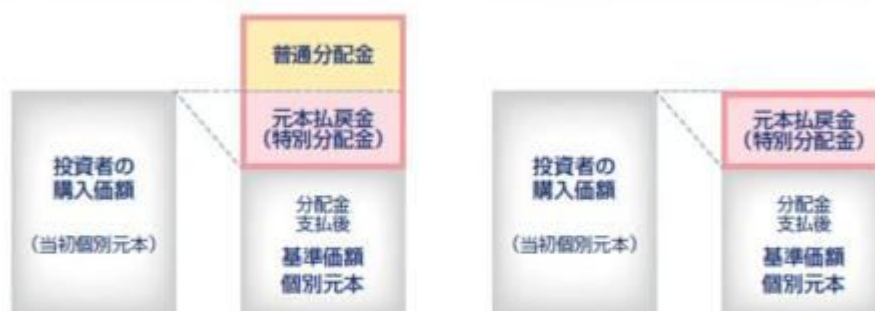 普通分配金
元本払戻金
（特別分配金）
投資者の
購入価額
（当初個別元本）
分配金
支払後
基準価額
個別元本
元本払戻金
（特別分配金）
投資者の
購入価額
（当初個別元本）
分配金
支払後
基準価額
個別元本